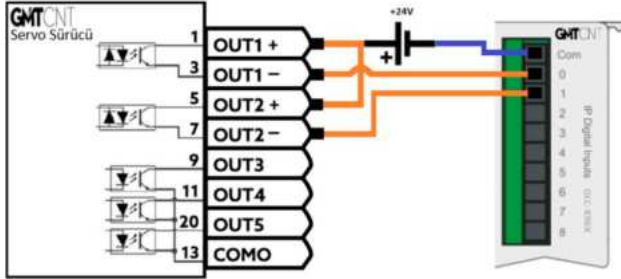 GMTCNT
Servo Sürücü
1 OUT1 +
3 OUT1 -
5 OUT2 +
7 OUT2 -
9 OUT3
11 OUT4
20 OUT5
13 COMO
+24V
+
GMTCNT
Com
0
1
2
3
4
5
6
7
8
IP Digital Inputs